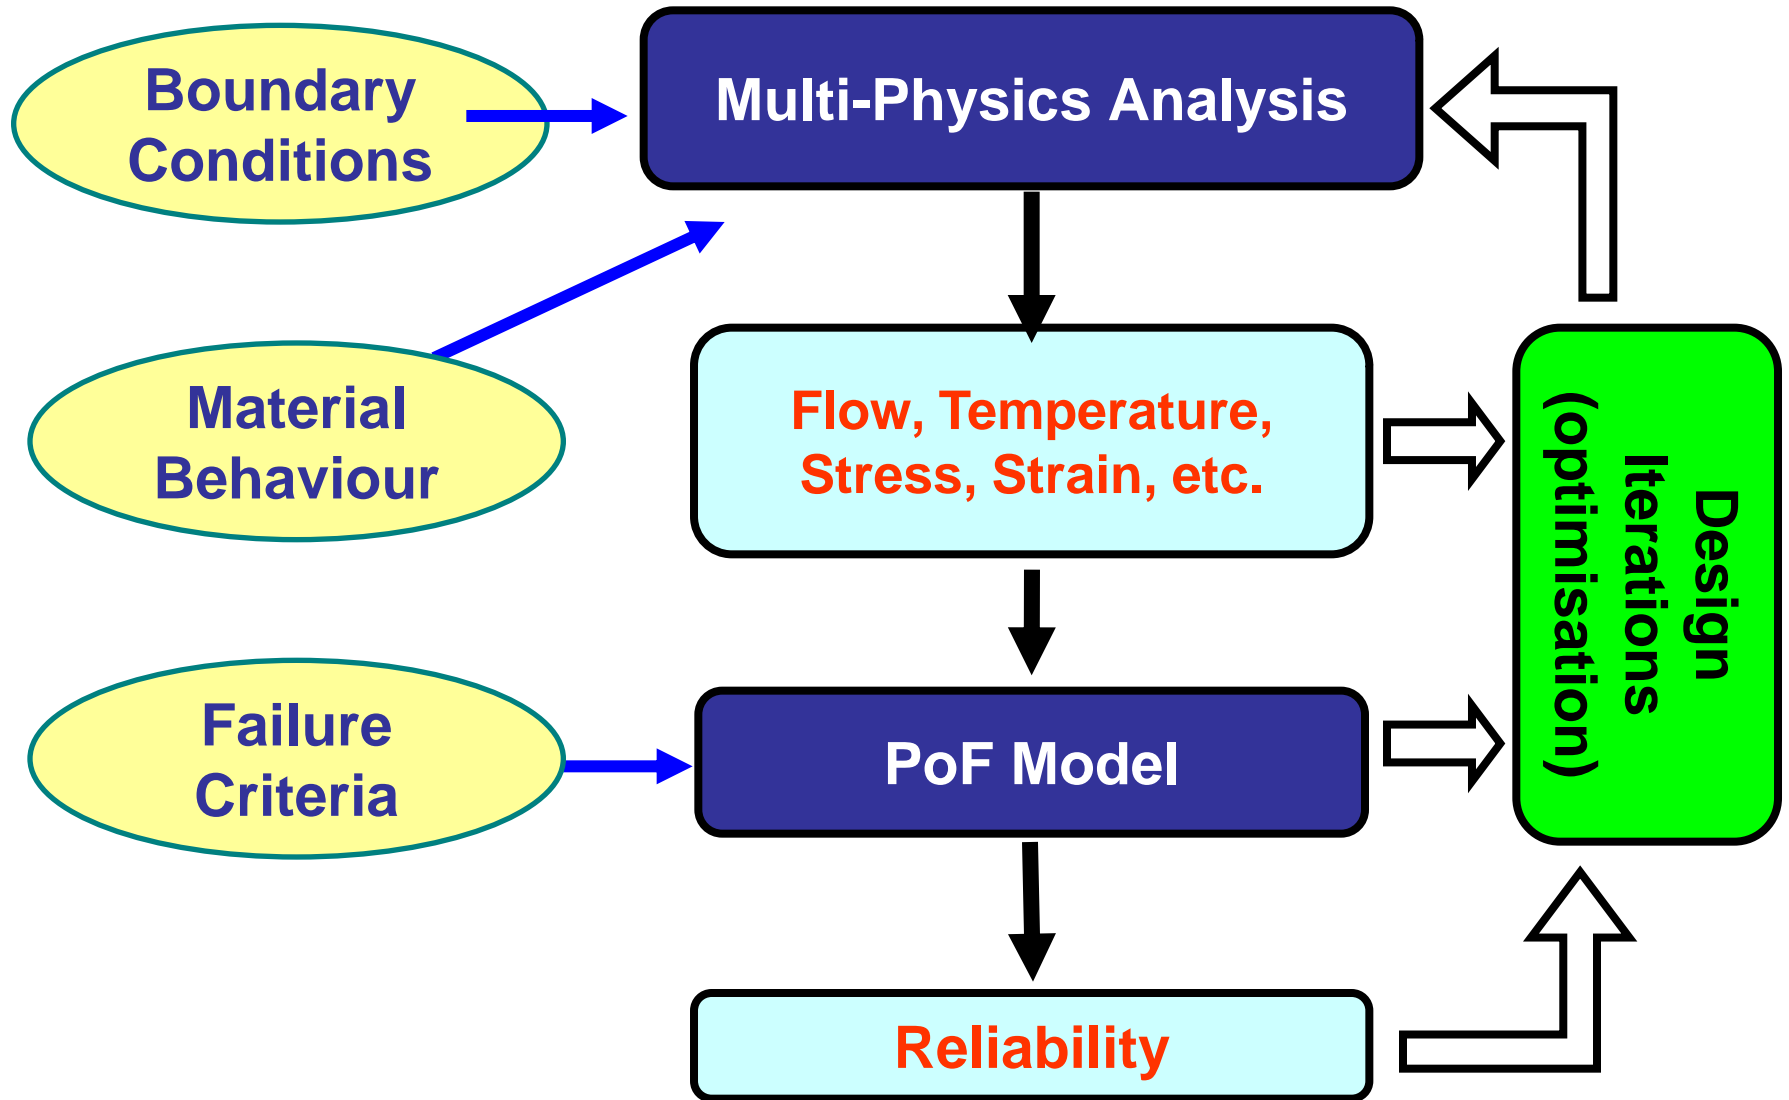 Boundary
Conditions
Multi-Physics Analysis
Material
Behaviour
Flow, Temperature,
Stress, Strain, etc.
Design
Iterations
(optimisation)
Failure
Criteria
PoF Model
Reliability